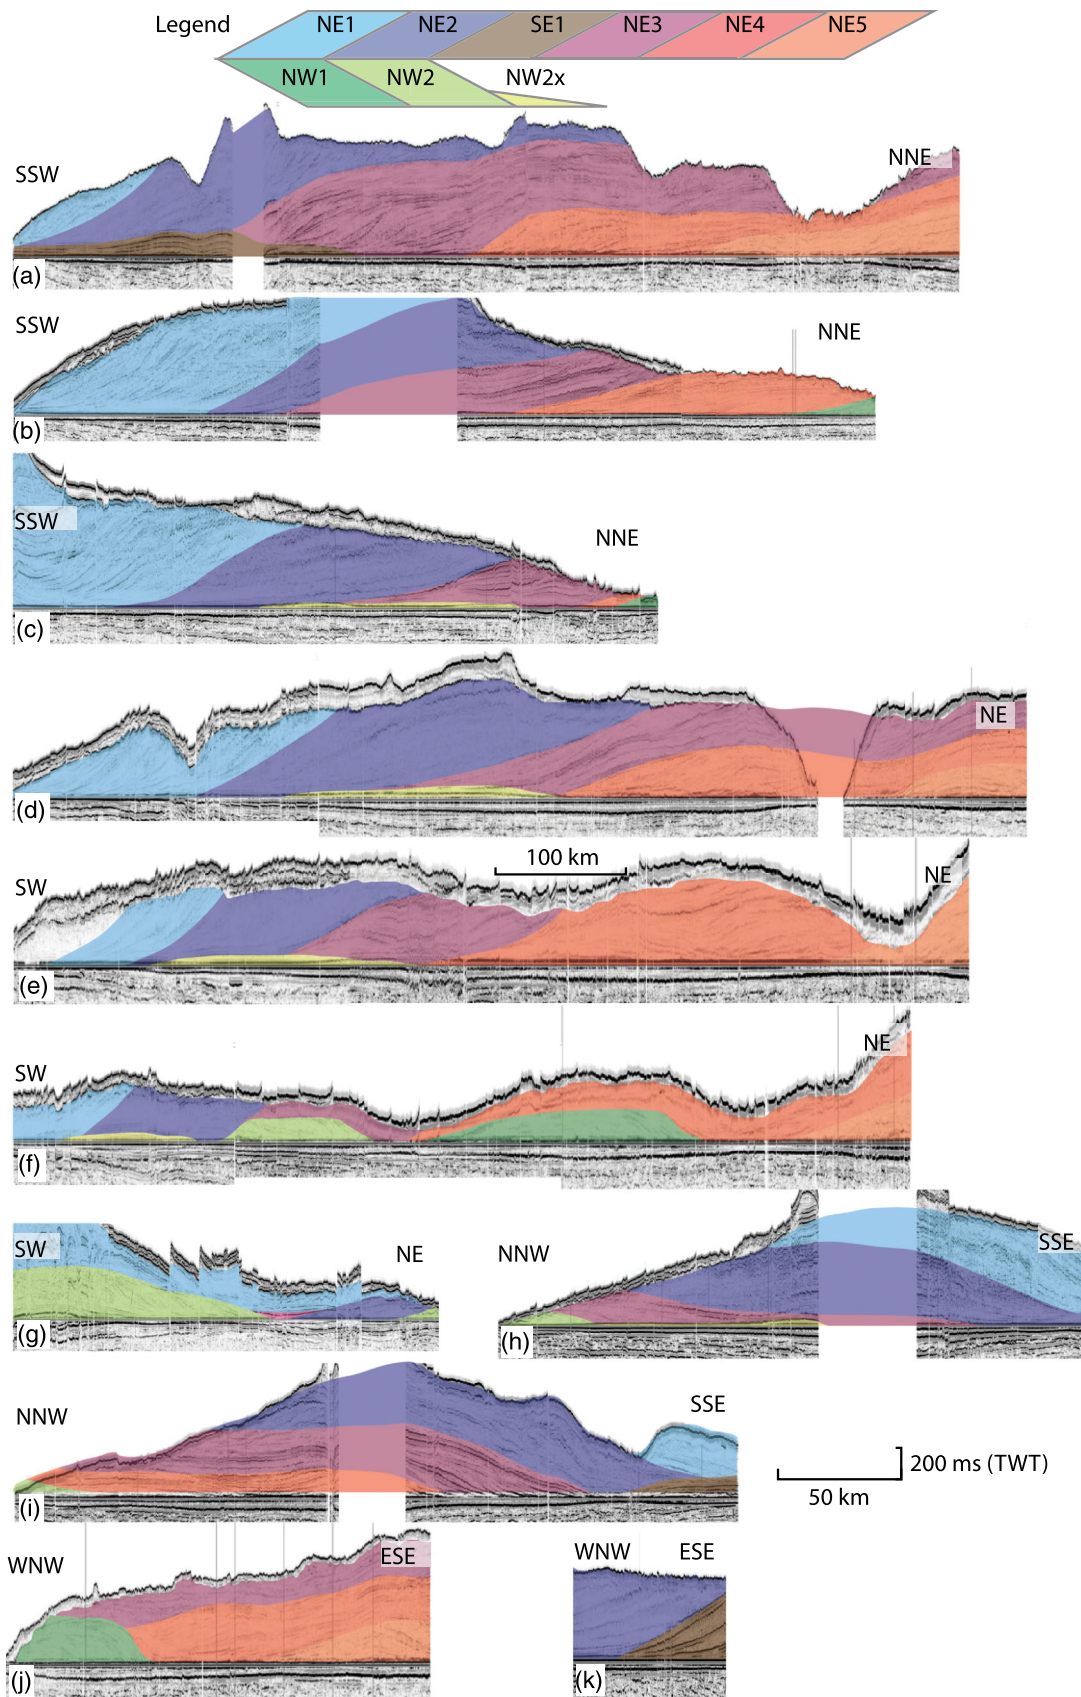 Legend NE1 NE2 SE1 NE3 NE4 NE5
NW1 NW2 NW2x
SSW NNE
(a)
SSW NNE
(b)
SSW NNE
(c)
NE
(d)
100 km
SW NE
(e)
SW NE
(f)
SW NE
(g)
NNW SSE
(h)
NNW SSE
(i)
200 ms (TWT)
50 km
WNW ESE
(j)
WNW ESE
(k)